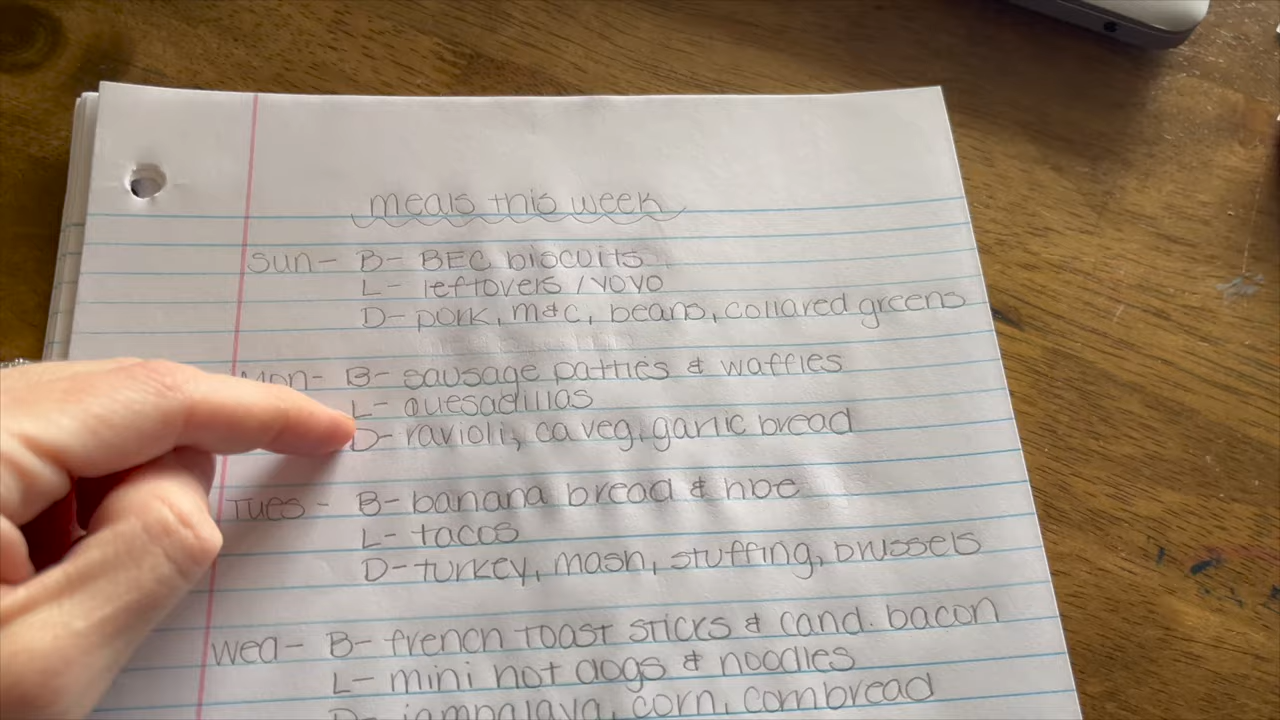 meals this week
Sun- B- BEC biscuits
L- leftovers / YOYO
D- pork, m&c, beans, collared greens
Mon- B- sausage patties & waffles
L- quesadillas
D- ravioli, ca veg, garlic bread
Tues- B- banana bread & hbe
L- tacos
D- turkey, mash, stuffing, brussels
Wed- B- french toast sticks & cand. bacon
L- mini hot dogs & noodles
D- jampalaya, corn, cornbread